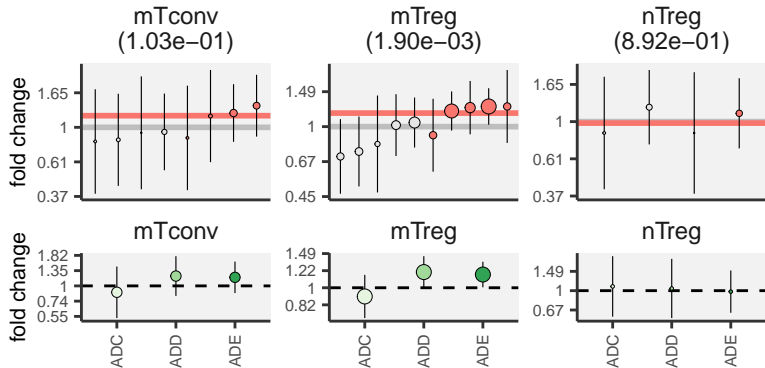 mTconv
(1.03e−01)
mTreg
(1.90e−03)
nTreg
(8.92e−01)
fold change
1.65
1
0.61
0.37
1.49
1
0.67
0.45
1.65
1
0.61
0.37
mTconv
mTreg
nTreg
fold change
1.82
1.35
1
0.74
0.55
1.49
1.22
1
0.82
1.49
1
0.67
ADC
ADD
ADE
ADC
ADD
ADE
ADC
ADD
ADE